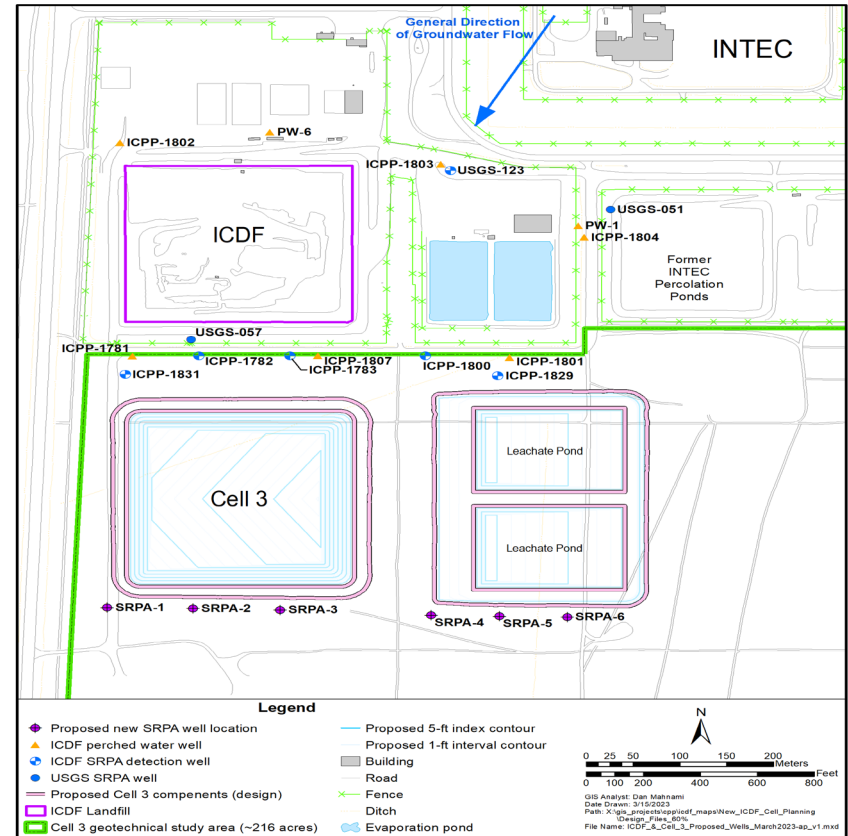 General Direction
of Groundwater Flow
INTEC
PW-6
ICPP-1802
ICPP-1803
USGS-123
USGS-051
PW-1
ICPP-1804
ICDF
Former
INTEC
Percolation
Ponds
USGS-057
ICPP-1781
ICPP-1782
ICPP-1807
ICPP-1783
ICPP-1800
ICPP-1801
ICPP-1831
ICPP-1829
Leachate Pond
Cell 3
Leachate Pond
SRPA-1
SRPA-2
SRPA-3
SRPA-4
SRPA-5
SRPA-6
Legend
Proposed new SRPA well location
ICDF perched water well
ICDF SRPA detection well
USGS SRPA well
Proposed Cell 3 compenents (design)
ICDF Landfill
Cell 3 geotechnical study area (~216 acres)
Proposed 5-ft index contour
Proposed 1-ft interval contour
Building
Road
Fence
Ditch
Evaporation pond
N
0 25 50 100 150 200
Meters
Feet
0 100 200 400 600 800
GIS Analyst: Dan Mahnami
Date Drawn: 3/15/2023
Path: X:\gis_projects\cpp\icdf_maps\New_ICDF_Cell_Planning
\Design_Files_60%
File Name: ICDF_&_Cell_3_Proposed_Wells_March2023-ap_v1.mxd